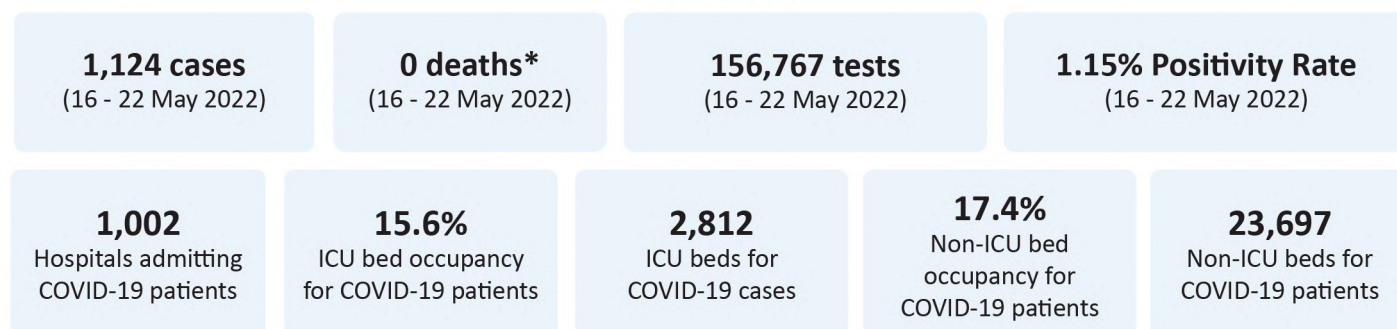 1,124 cases
(16 - 22 May 2022)
0 deaths*
(16 - 22 May 2022)
156,767 tests
(16 - 22 May 2022)
1.15% Positivity Rate
(16 - 22 May 2022)
1,002
Hospitals admitting
COVID-19 patients
15.6%
ICU bed occupancy
for COVID-19 patients
2,812
ICU beds for
COVID-19 cases
17.4%
Non-ICU bed
occupancy for
COVID-19 patients
23,697
Non-ICU beds for
COVID-19 patients